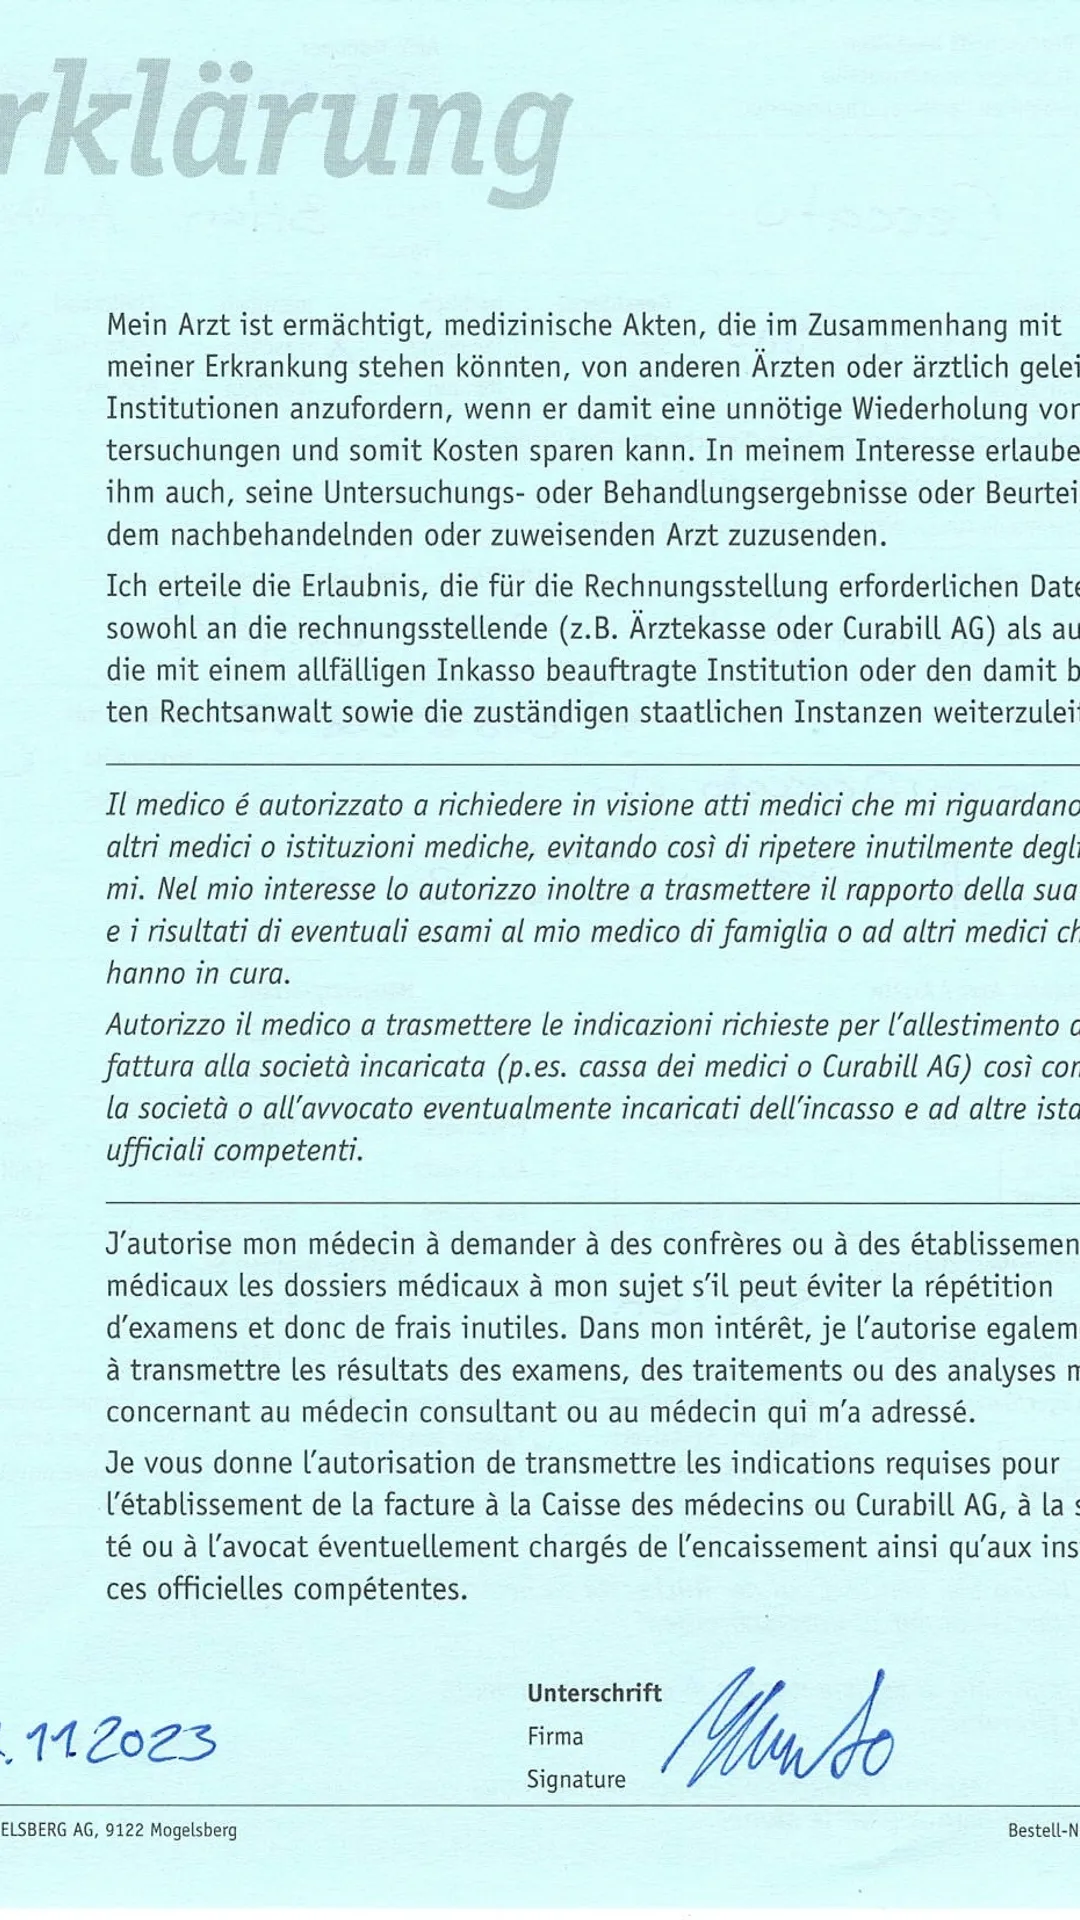 rklärung
Mein Arzt ist ermächtigt, medizinische Akten, die im Zusammenhang mit
meiner Erkrankung stehen könnten, von anderen Ärzten oder ärztlich gelei
Institutionen anzufordern, wenn er damit eine unnötige Wiederholung von
tersuchungen und somit Kosten sparen kann. In meinem Interesse erlaube
ihm auch, seine Untersuchungs- oder Behandlungsergebnisse oder Beurtei
dem nachbehandelnden oder zuweisenden Arzt zuzusenden.
Ich erteile die Erlaubnis, die für die Rechnungsstellung erforderlichen Date
sowohl an die rechnungsstellende (z.B. Ärztekasse oder Curabill AG) als au
die mit einem allfälligen Inkasso beauftragte Institution oder den damit b
ten Rechtsanwalt sowie die zuständigen staatlichen Instanzen weiterzuleit
Il medico é autorizzato a richiedere in visione atti medici che mi riguardano
altri medici o istituzioni mediche, evitando così di ripetere inutilmente degli
mi. Nel mio interesse lo autorizzo inoltre a trasmettere il rapporto della sua
e i risultati di eventuali esami al mio medico di famiglia o ad altri medici ch
hanno in cura.
Autorizzo il medico a trasmettere le indicazioni richieste per l'allestimento d
fattura alla società incaricata (p.es. cassa dei medici o Curabill AG) così com
la società o all'avvocato eventualmente incaricati dell'incasso e ad altre ista
ufficiali competenti.
J'autorise mon médecin à demander à des confrères ou à des établissemen
médicaux les dossiers médicaux à mon sujet s'il peut éviter la répétition
d'examens et donc de frais inutiles. Dans mon intérêt, je l'autorise egalem
à transmettre les résultats des examens, des traitements ou des analyses m
concernant au médecin consultant ou au médecin qui m'a adressé.
Je vous donne l'autorisation de transmettre les indications requises pour
l'établissement de la facture à la Caisse des médecins ou Curabill AG, à la s
té ou à l'avocat éventuellement chargés de l'encaissement ainsi qu'aux ins
ces officielles compétentes.
Unterschrift
. 11.2023
Firma
Signature
ELSBERG AG, 9122 Mogelsberg
Bestell-N